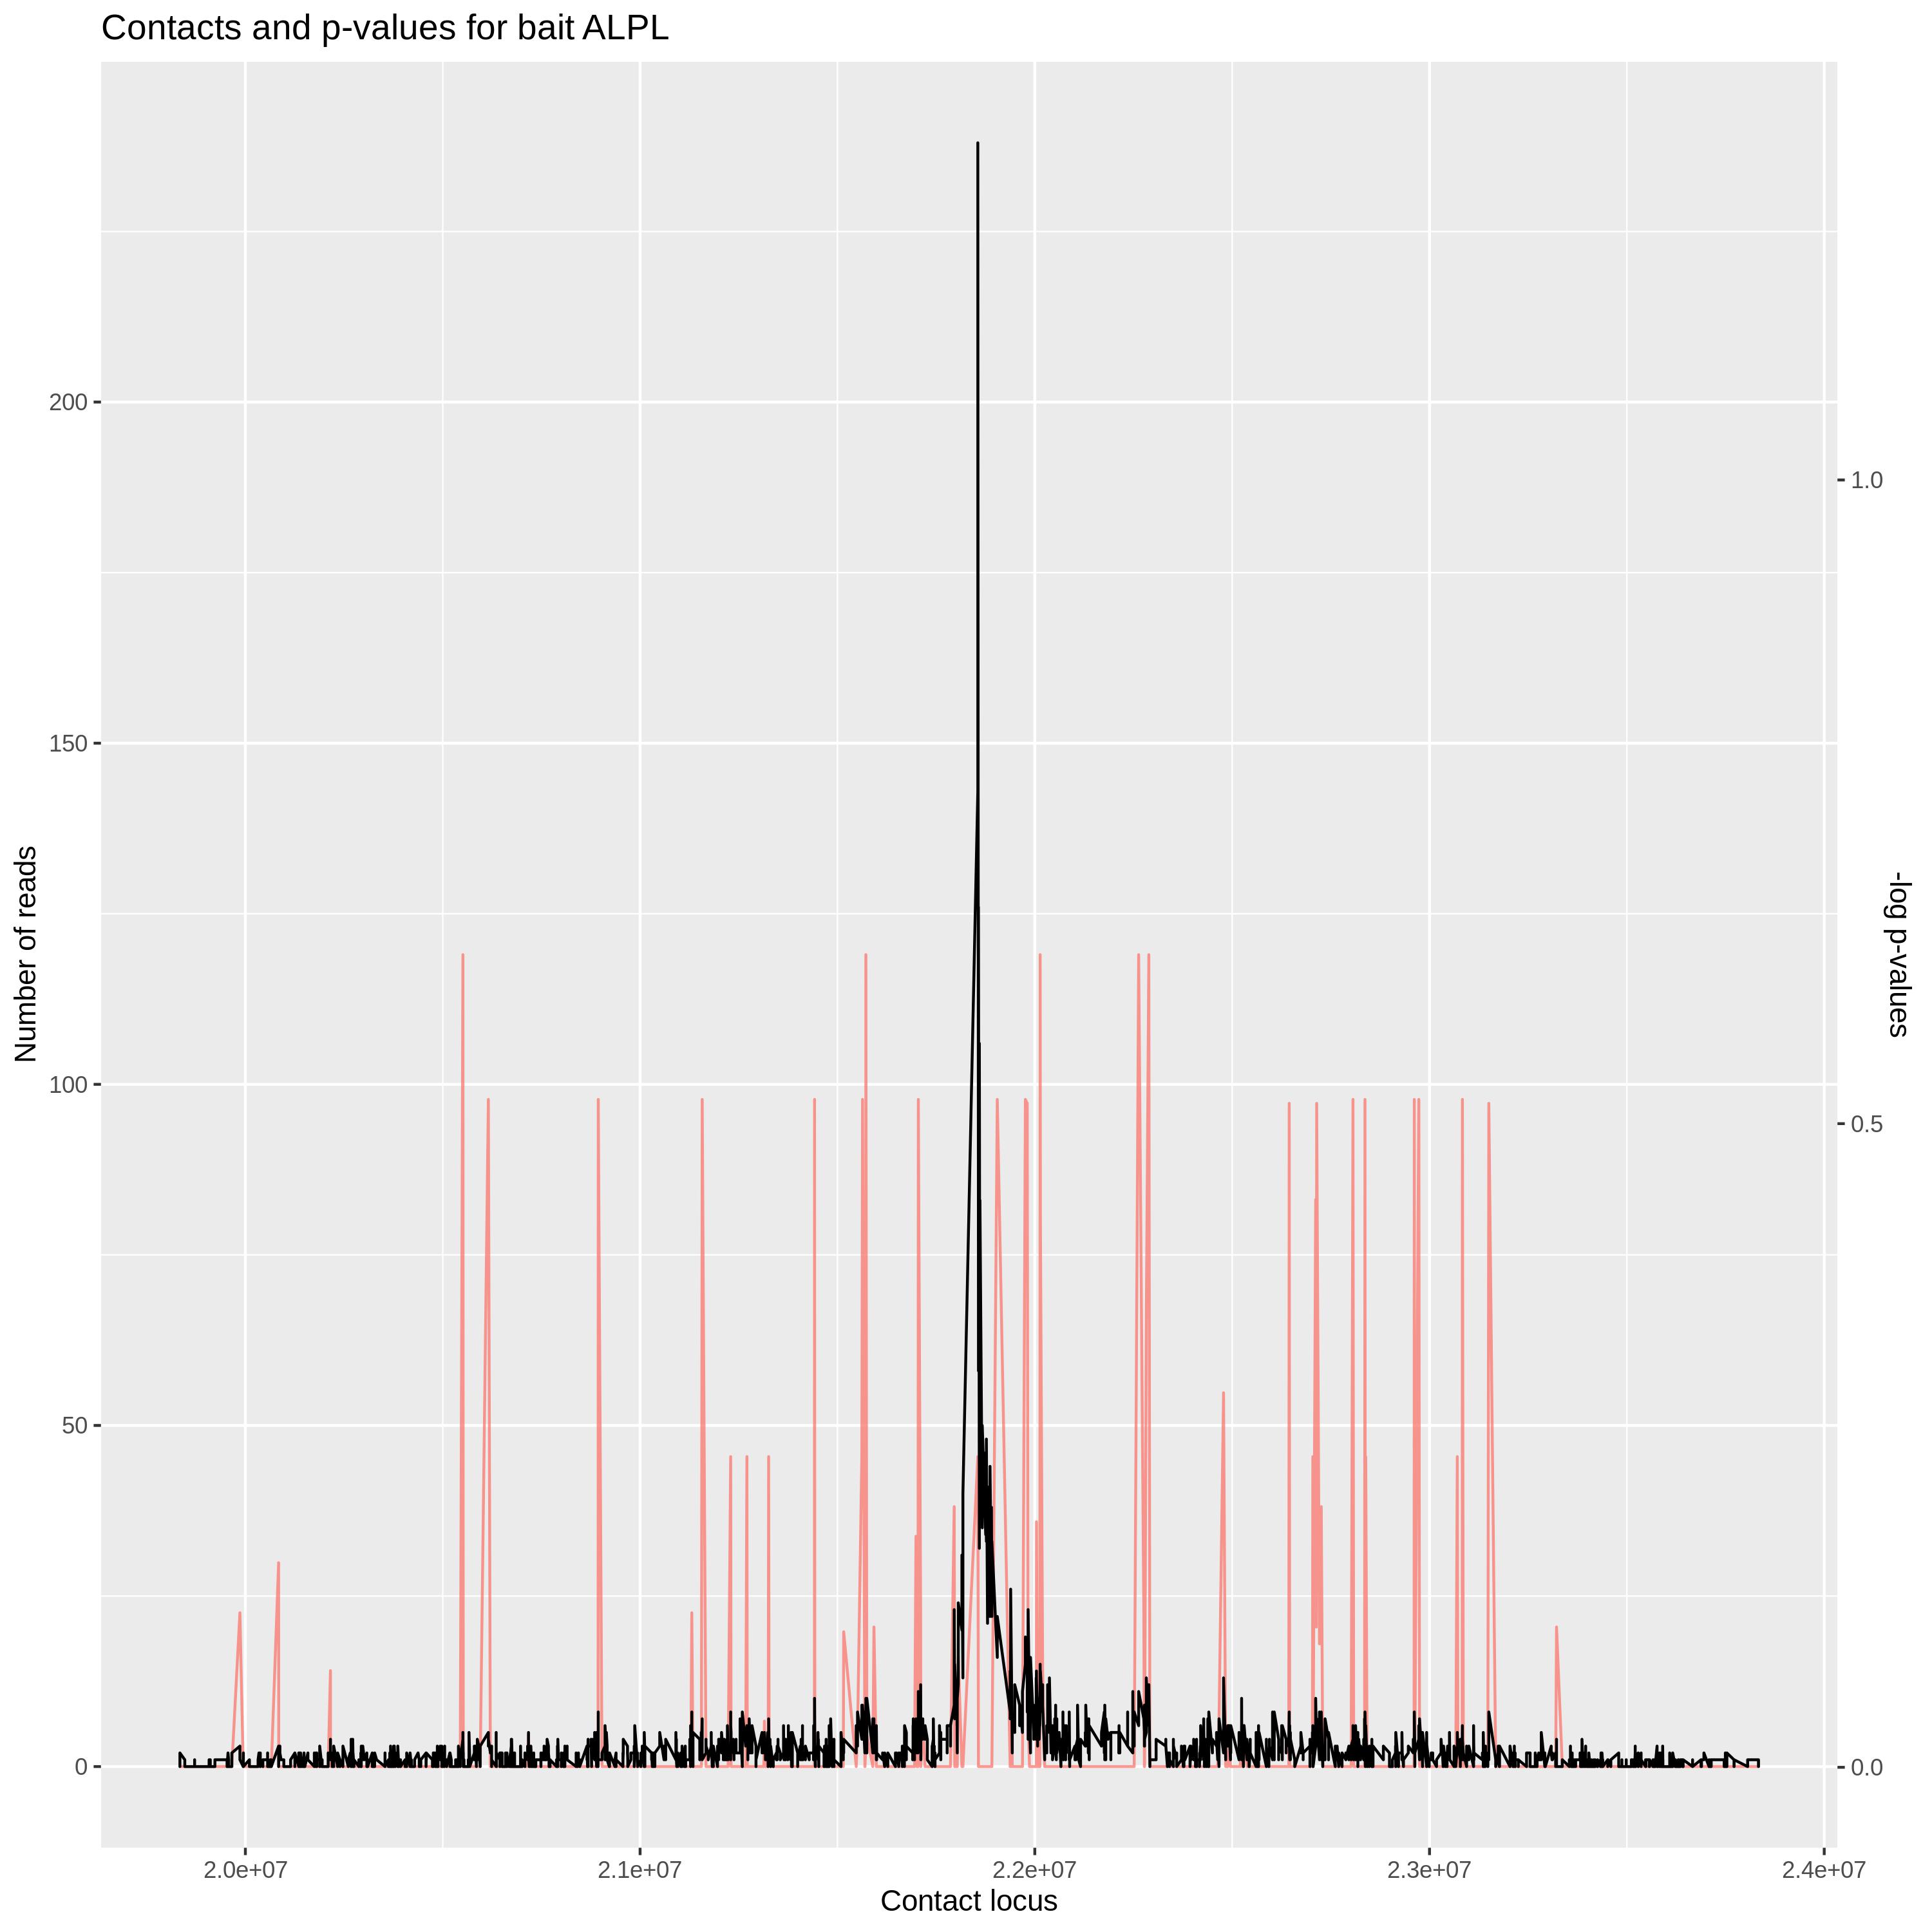 Contacts and p-values for bait ALPL
Number of reads
200
150
100
50
0
1.0
0.5
0.0
-log p-values
2.0e+07
2.1e+07
2.2e+07
2.3e+07
2.4e+07
Contact locus